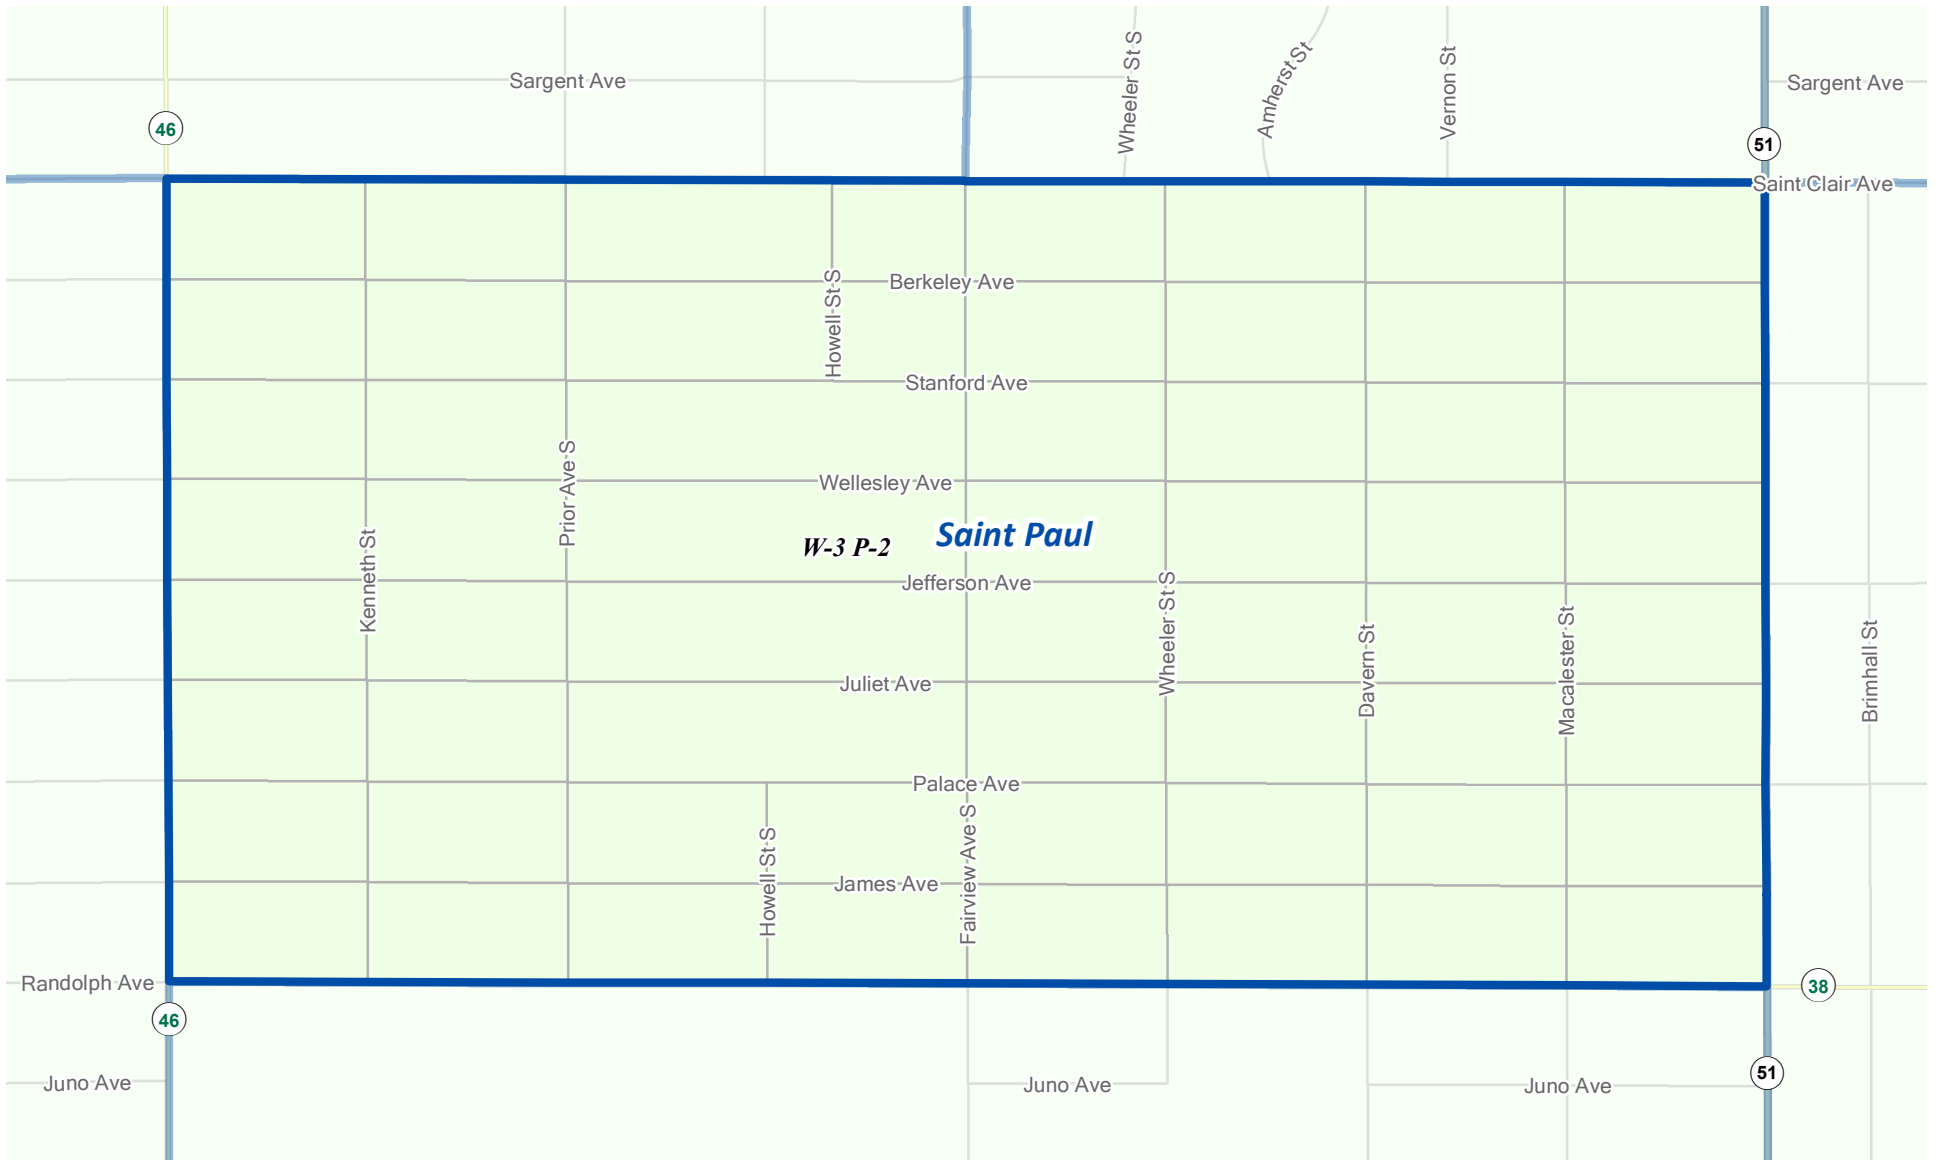 Wheeler St S
Amherst St
Vernon St
Sargent Ave
Sargent Ave
46
51
Saint Clair Ave
Berkeley Ave
Howell St S
Stanford Ave
Prior Ave S
Wellesley Ave
Saint Paul
W-3 P-2
Kenneth St
Jefferson Ave
Wheeler St S
Davern St
Macalester St
Brimhall St
Juliet Ave
Palace Ave
Fairview Ave S
Howell St S
James Ave
Randolph Ave
38
46
51
Juno Ave
Juno Ave
Juno Ave